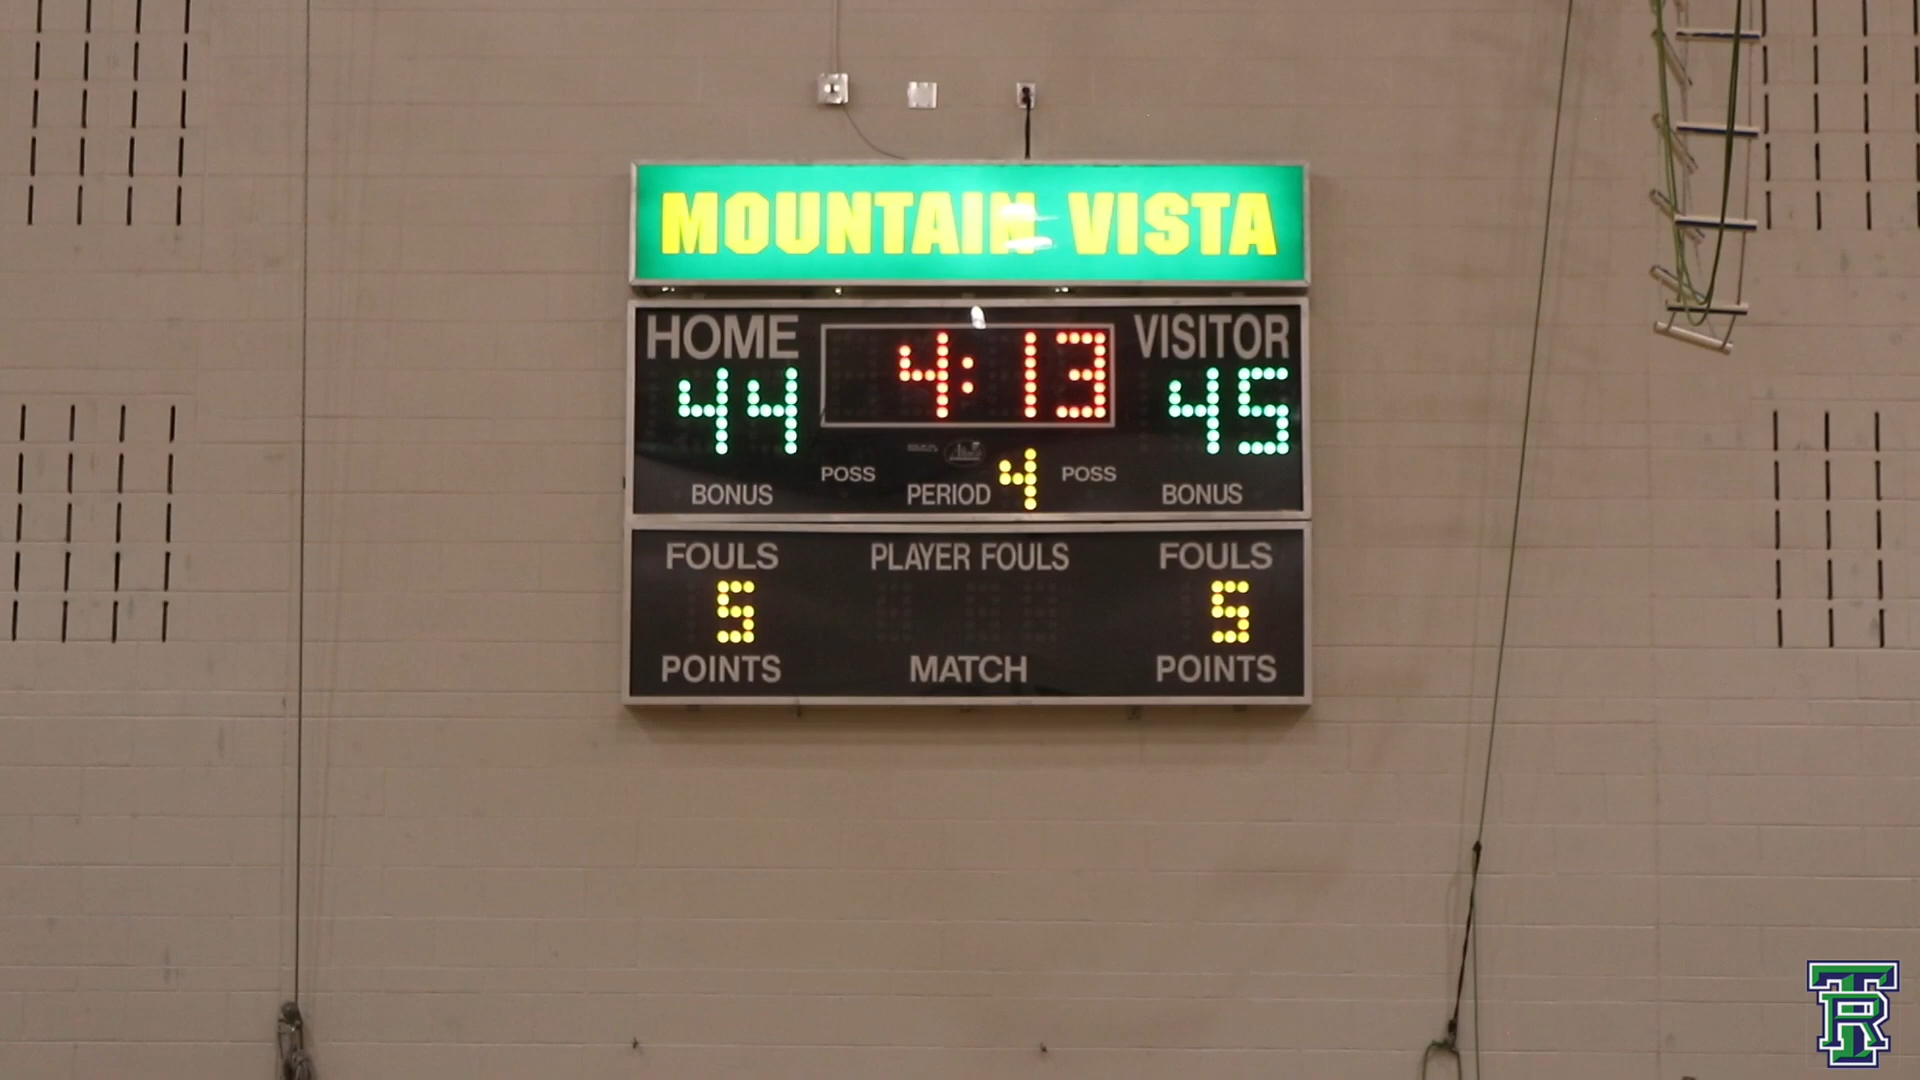 MOUNTAIN VISTA
HOME 4:13 VISITOR
44 45
POSS POSS
BONUS PERIOD 4 BONUS
FOULS PLAYER FOULS FOULS
5 5
POINTS MATCH POINTS
TR